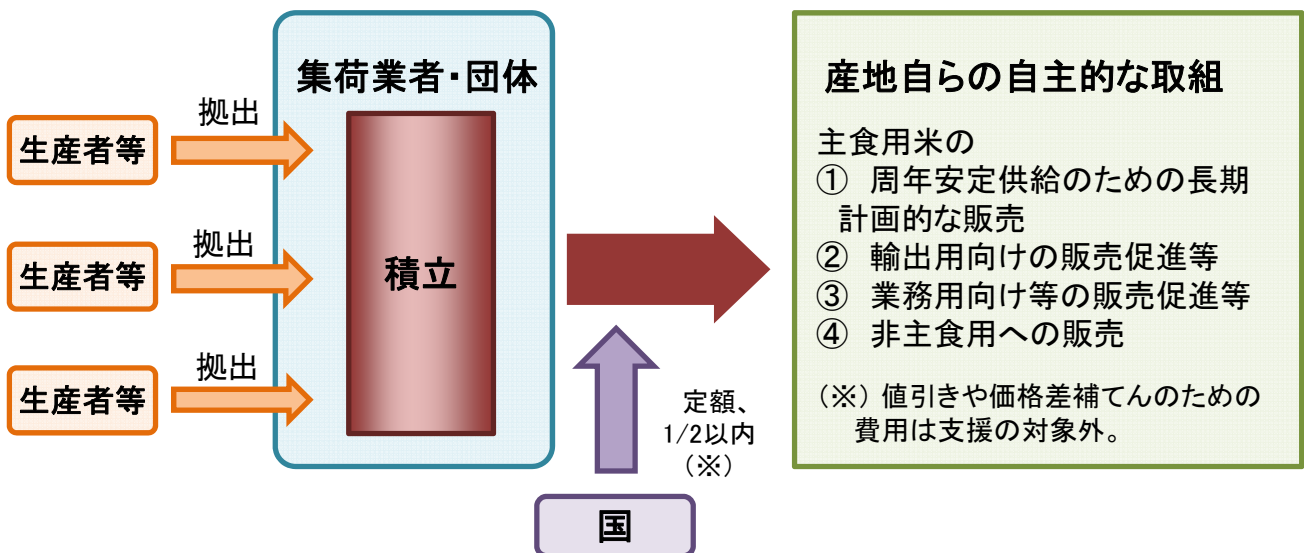 集荷業者・団体
生産者等
拠出
生産者等
拠出
生産者等
拠出
積立
定額、
1/2以内
(※)
国
産地自らの自主的な取組
主食用米の
① 周年安定供給のための長期
計画的な販売
② 輸出用向けの販売促進等
③ 業務用向け等の販売促進等
④ 非主食用への販売
(※) 値引きや価格差補てんのための
費用は支援の対象外。